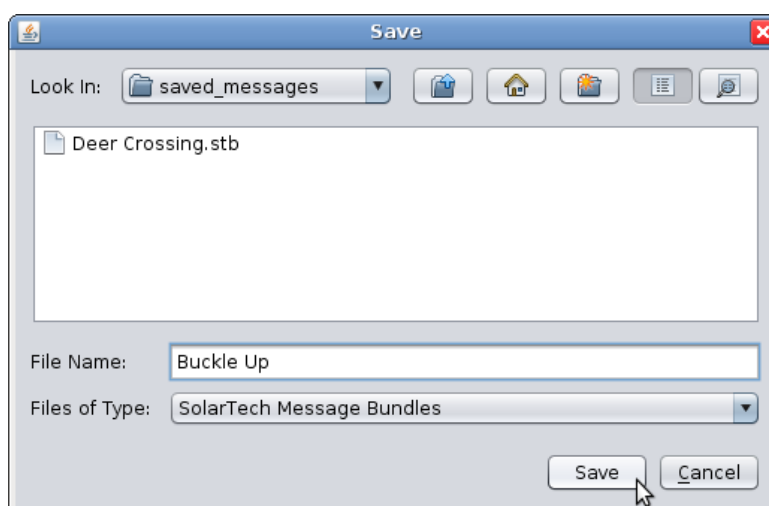 Save
Look In: saved_messages
Deer Crossing.stb
File Name: Buckle Up
Files of Type: SolarTech Message Bundles
Save Cancel